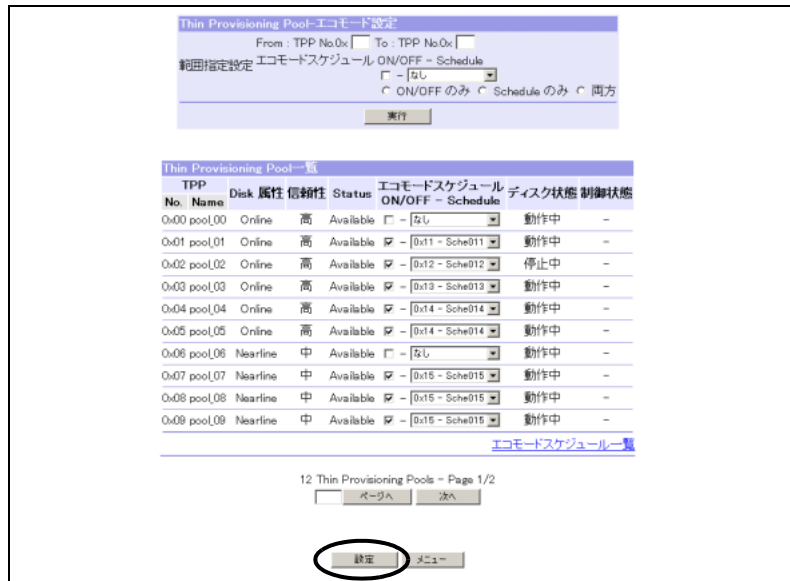 Thin Provisioning Pool-エコモード設定
From : TPP No.0x To : TPP No.0x
範囲指定設定 エコモードスケジュール ON/OFF - Schedule
- なし
ON/OFF のみ Schedule のみ 両方
実行
Thin Provisioning Pool一覧
TPP Disk 属性 信頼性 Status エコモードスケジュール ON/OFF - Schedule ディスク状態 制御状態
No. Name
0x00 pool_00 Online 高 Available - なし 動作中 -
0x01 pool_01 Online 高 Available - 0x11 - Sche011 動作中 -
0x02 pool_02 Online 高 Available - 0x12 - Sche012 停止中 -
0x03 pool_03 Online 高 Available - 0x13 - Sche013 動作中 -
0x04 pool_04 Online 高 Available - 0x14 - Sche014 動作中 -
0x05 pool_05 Online 高 Available - 0x14 - Sche014 動作中 -
0x06 pool_06 Nearline 中 Available - なし 動作中 -
0x07 pool_07 Nearline 中 Available - 0x15 - Sche015 動作中 -
0x08 pool_08 Nearline 中 Available - 0x15 - Sche015 動作中 -
0x09 pool_09 Nearline 中 Available - 0x15 - Sche015 動作中 -
エコモードスケジュール一覧
12 Thin Provisioning Pools - Page 1/2
ページへ 次へ
設定 メニュー